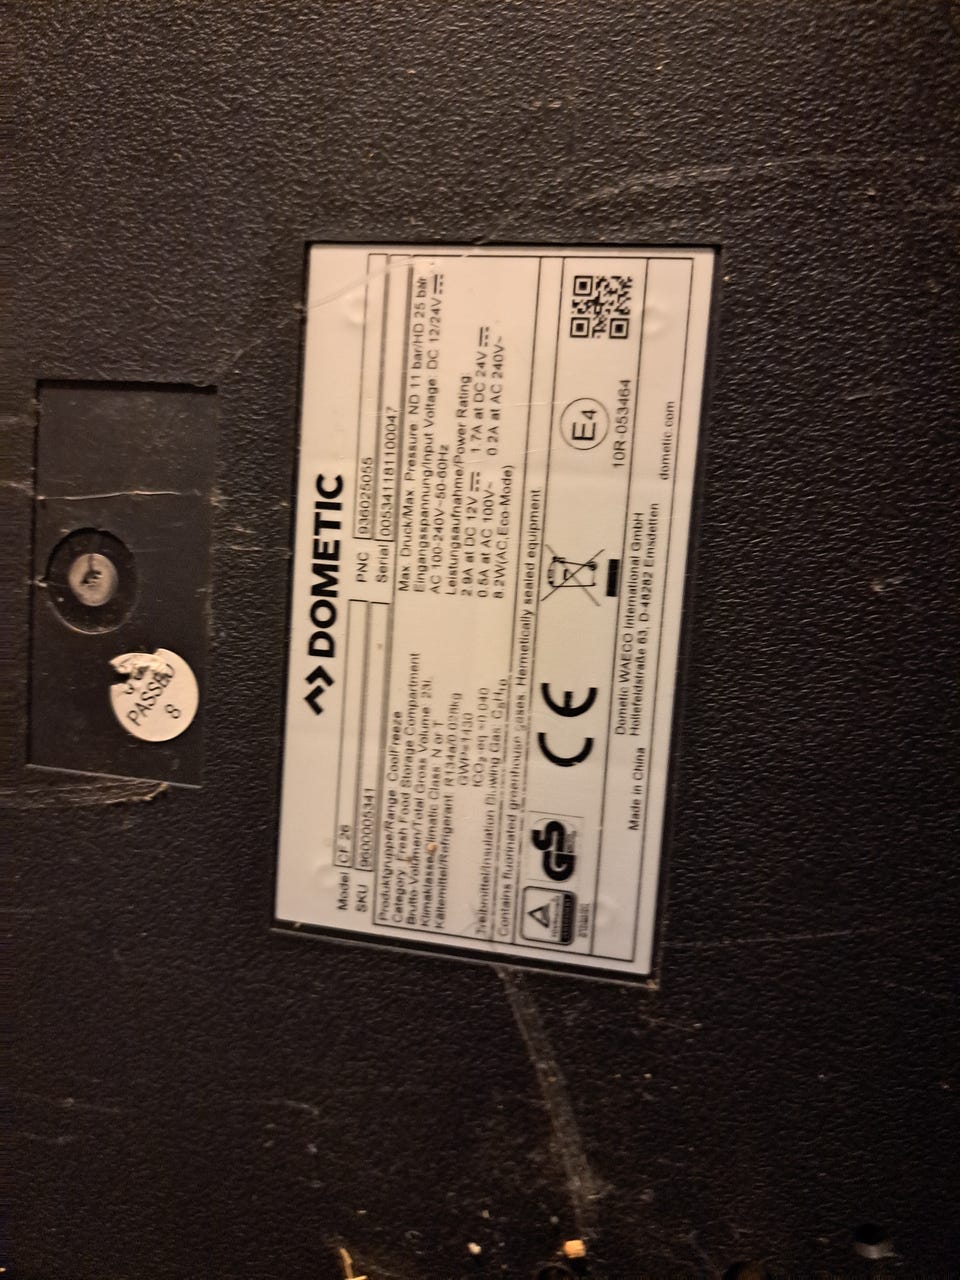 DOMETIC
Model CF 26
SKU 9600005341
PNC 936025055
Serial 005341181100047
Produktgruppe/Range CoolFreeze
Category Fresh Food Storage Compartment
Brutto-Volumen/Total Gross Volume 23L
Klimaklasse/Climatic Class N or T
Kältemittel/Refrigerant R134a/0.028kg
GWP=1430
tCO₂-eq =0,040
Treibmittel/Insulation Blowing Gas: C₅H₁₀
Contains fluorinated greenhouse gases. Hermetically sealed equipment
Max. Druck/Max. Pressure ND 11 bar/HD 25 bar
Eingangsspannung/Input Voltage: DC 12/24V
AC 100-240V~50-60Hz
Leistungsaufnahme/Power Rating:
2.9A at DC 12V 1.7A at DC 24V
0.5A at AC 100V~ 0.2A at AC 240V~
8.2W(AC,Eco-Mode)
GS
CE
E4
10R-053464
Made in China
Dometic WAECO International GmbH
Hollefeldstraße 63, D-48282 Emsdetten
dometic.com
PASSED
8